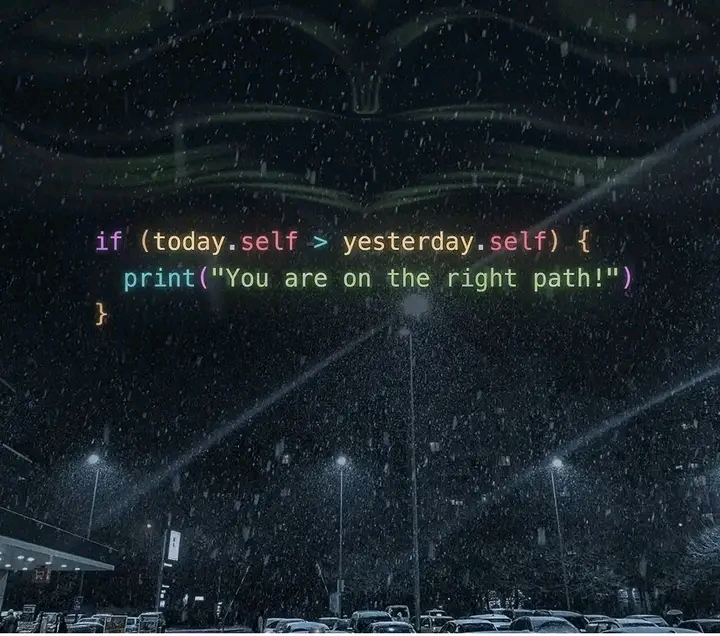 if (today.self > yesterday.self) {
  print("You are on the right path!")
}